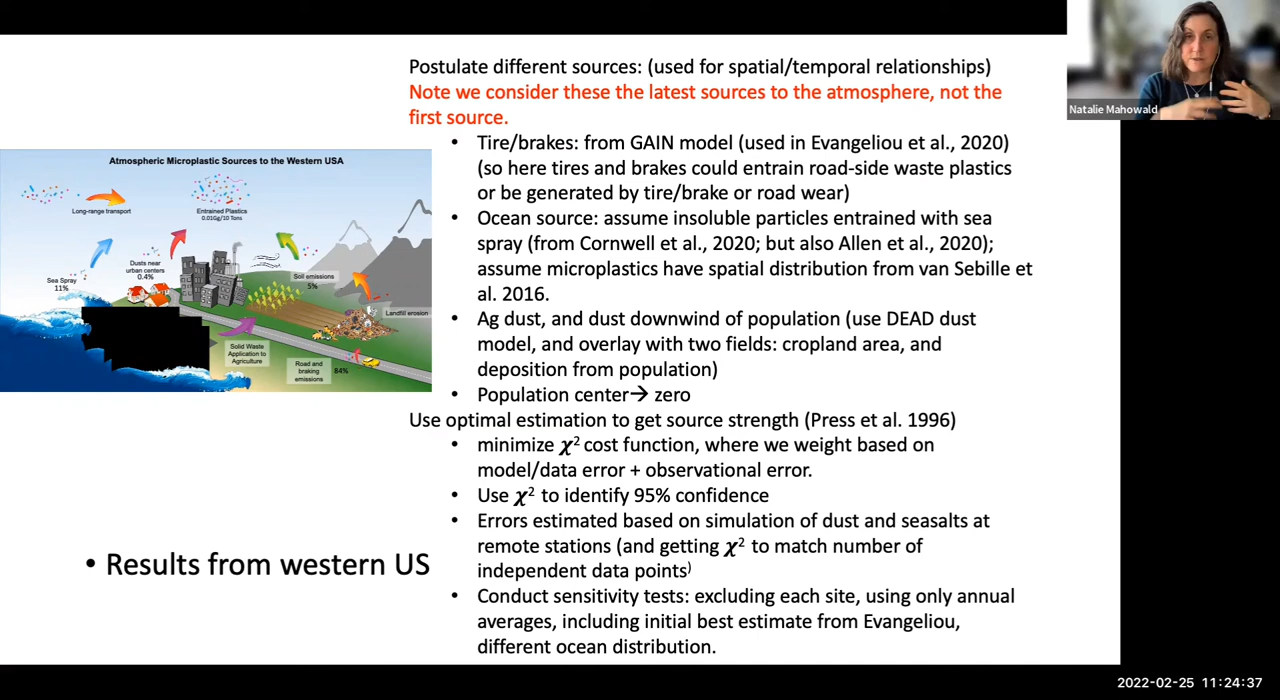 Postulate different sources: (used for spatial/temporal relationships)
Note we consider these the latest sources to the atmosphere, not the
first source.
• Tire/brakes: from GAIN model (used in Evangeliou et al., 2020)
(so here tires and brakes could entrain road-side waste plastics
or be generated by tire/brake or road wear)
• Ocean source: assume insoluble particles entrained with sea
spray (from Cornwell et al., 2020; but also Allen et al., 2020);
assume microplastics have spatial distribution from van Sebille et
al. 2016.
• Ag dust, and dust downwind of population (use DEAD dust
model, and overlay with two fields: cropland area, and
deposition from population)
• Population center→ zero
Use optimal estimation to get source strength (Press et al. 1996)
• minimize χ² cost function, where we weight based on
model/data error + observational error.
• Use χ² to identify 95% confidence
• Errors estimated based on simulation of dust and seasalts at
remote stations (and getting χ² to match number of
independent data points)
• Conduct sensitivity tests: excluding each site, using only annual
averages, including initial best estimate from Evangeliou,
different ocean distribution.
Atmospheric Microplastic Sources to the Western USA
Long-range transport
Entrained Plastics
0.01Gg/10 Tons
Dusts near
urban centers
0.4%
Sea Spray
11%
Soil emissions
5%
Landfill erosion
Solid Waste
Application to
Agriculture
Road and
braking
emissions
84%
• Results from western US
Natalie Mahowald
2022-02-25 11:24:37